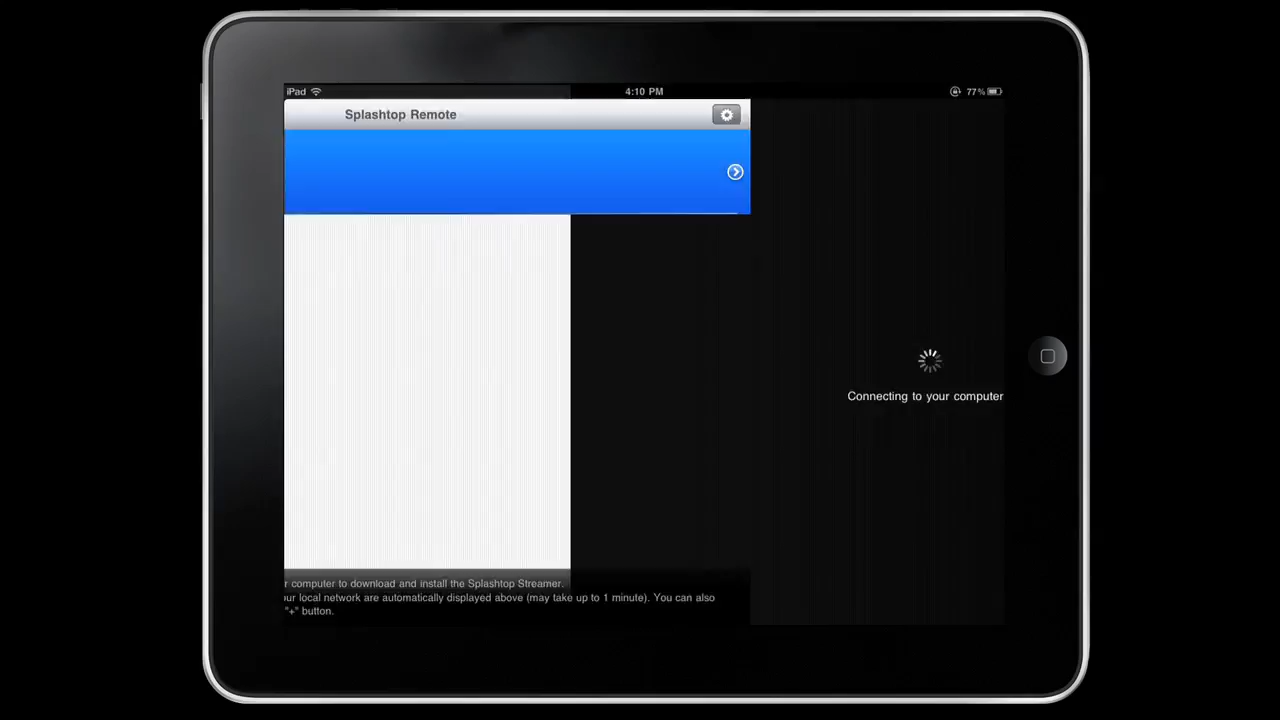 iPad 4:10 PM 77%
Splashtop Remote
Connecting to your computer
computer to download and install the Splashtop Streamer.
local network are automatically displayed above (may take up to 1 minute). You can also
"+" button.